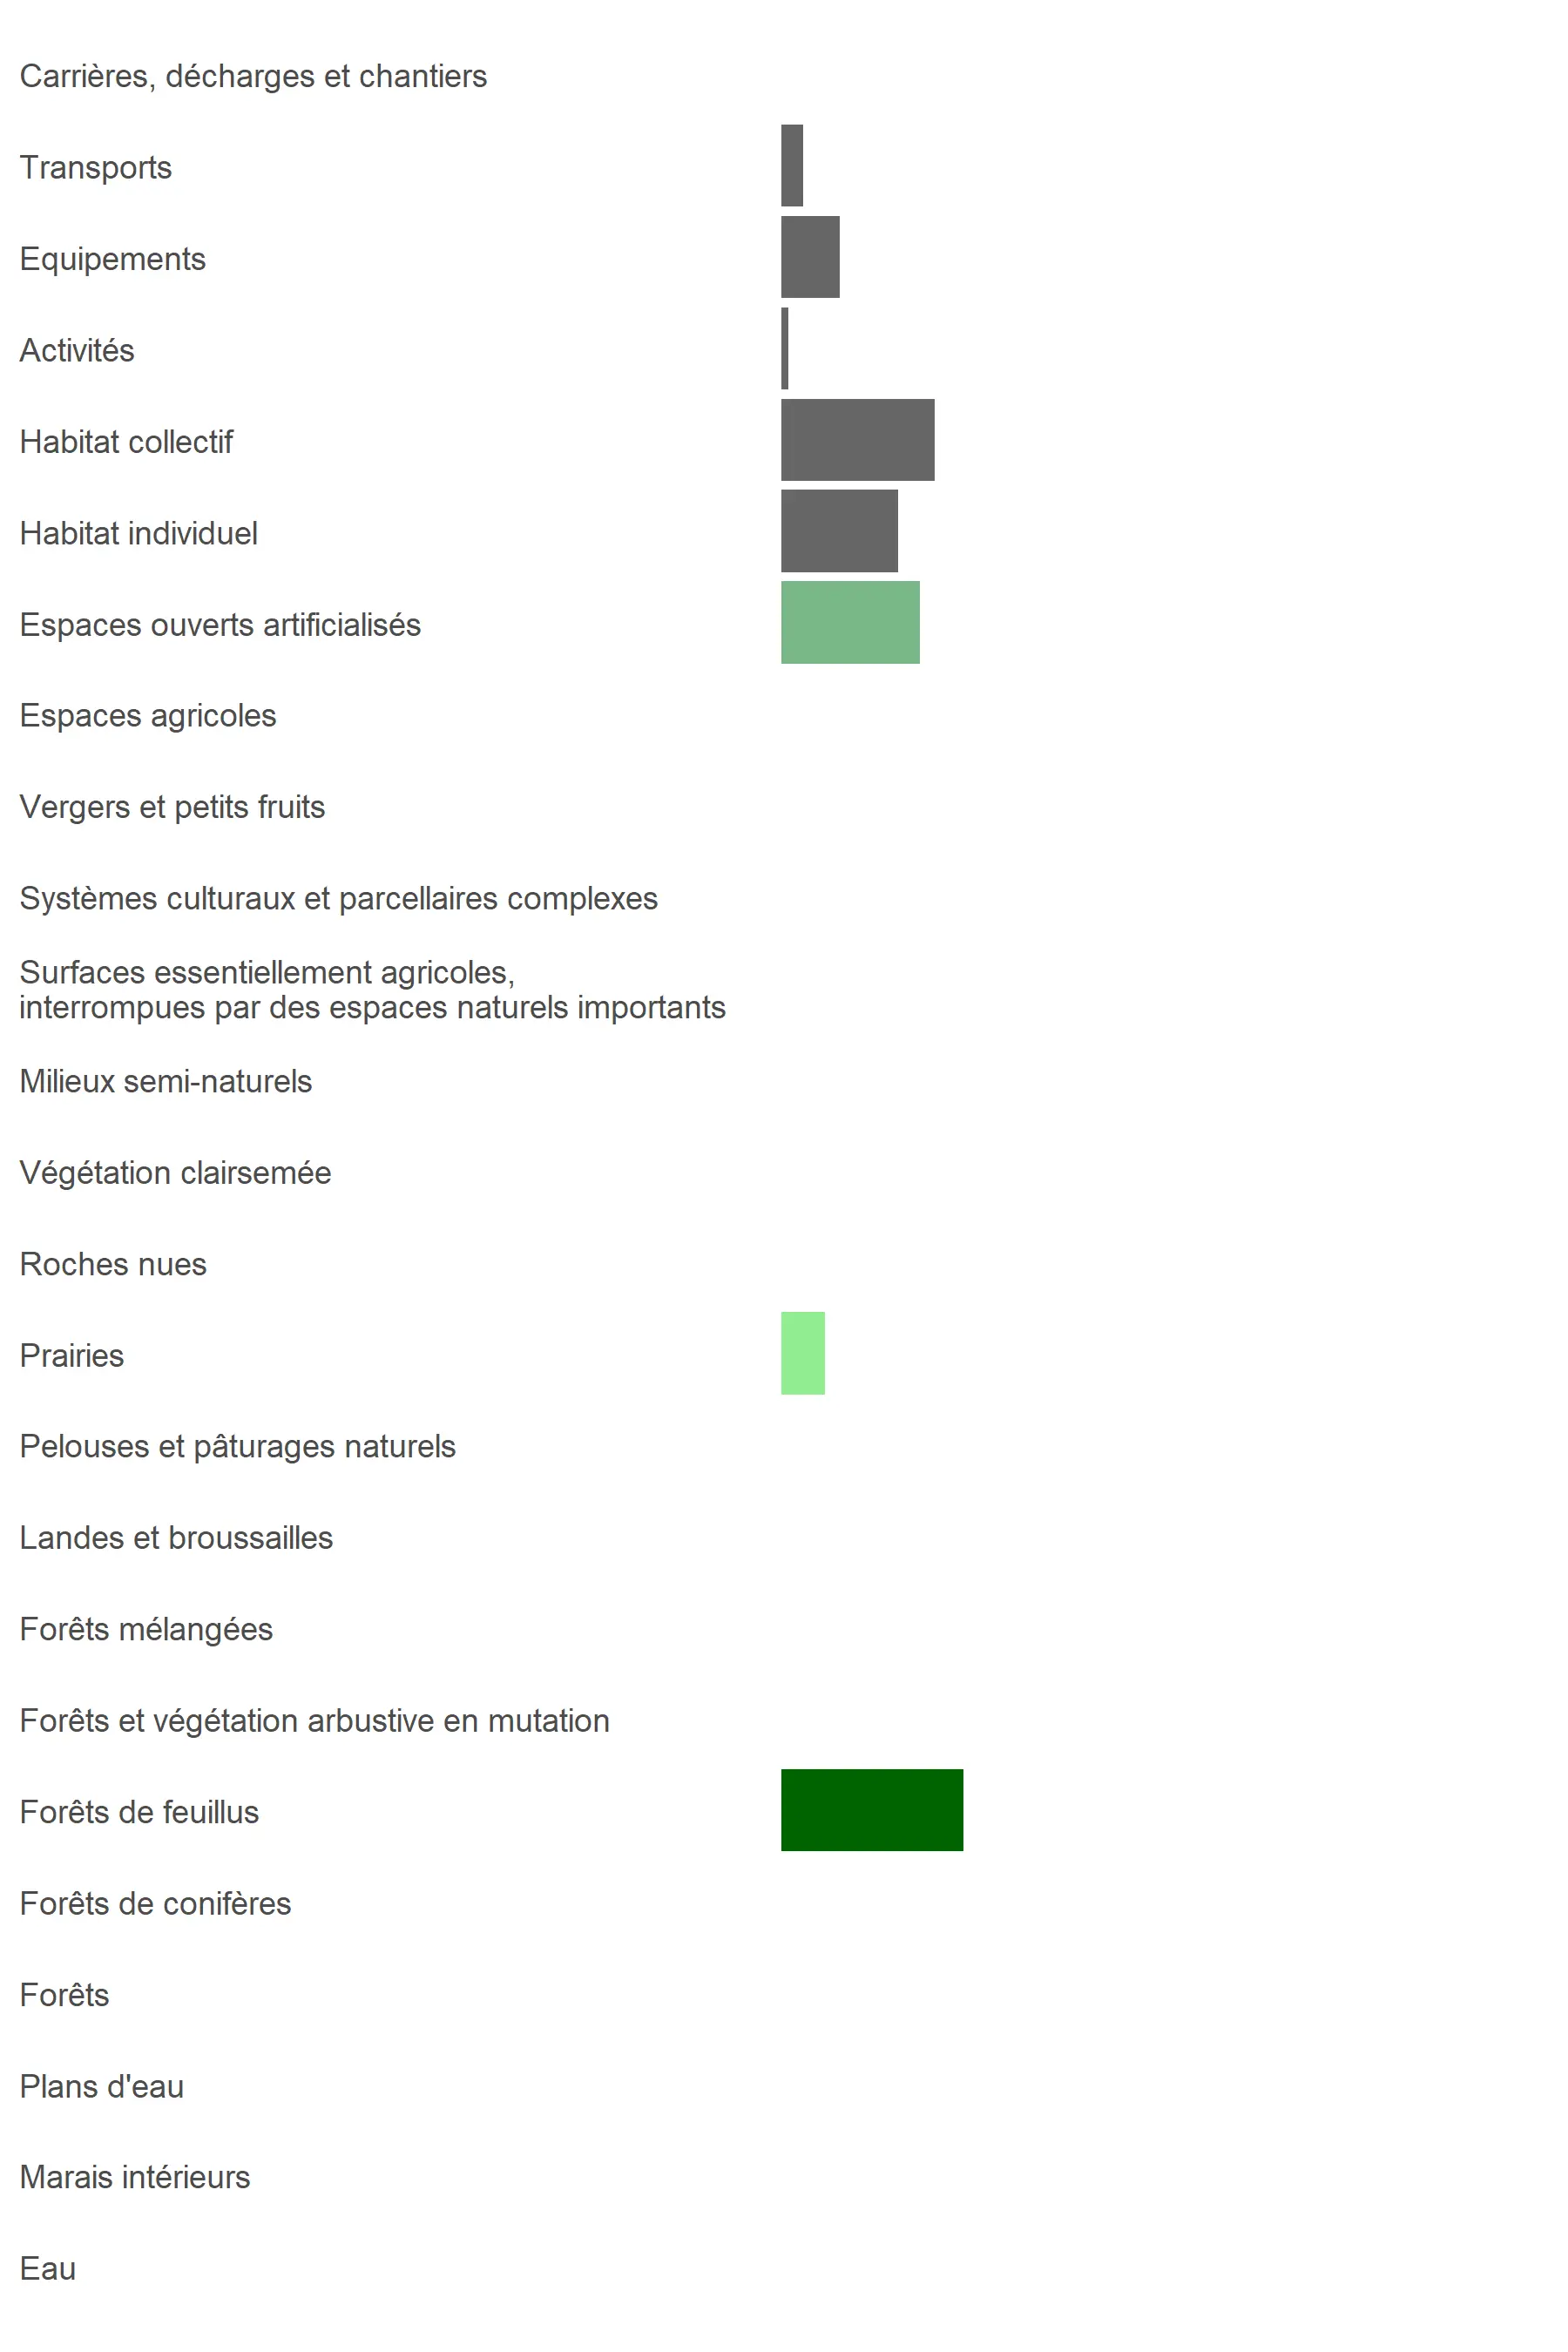 Carrières, décharges et chantiers
Transports
Equipements
Activités
Habitat collectif
Habitat individuel
Espaces ouverts artificialisés
Espaces agricoles
Vergers et petits fruits
Systèmes culturaux et parcellaires complexes
Surfaces essentiellement agricoles,
interrompues par des espaces naturels importants
Milieux semi-naturels
Végétation clairsemée
Roches nues
Prairies
Pelouses et pâturages naturels
Landes et broussailles
Forêts mélangées
Forêts et végétation arbustive en mutation
Forêts de feuillus
Forêts de conifères
Forêts
Plans d'eau
Marais intérieurs
Eau